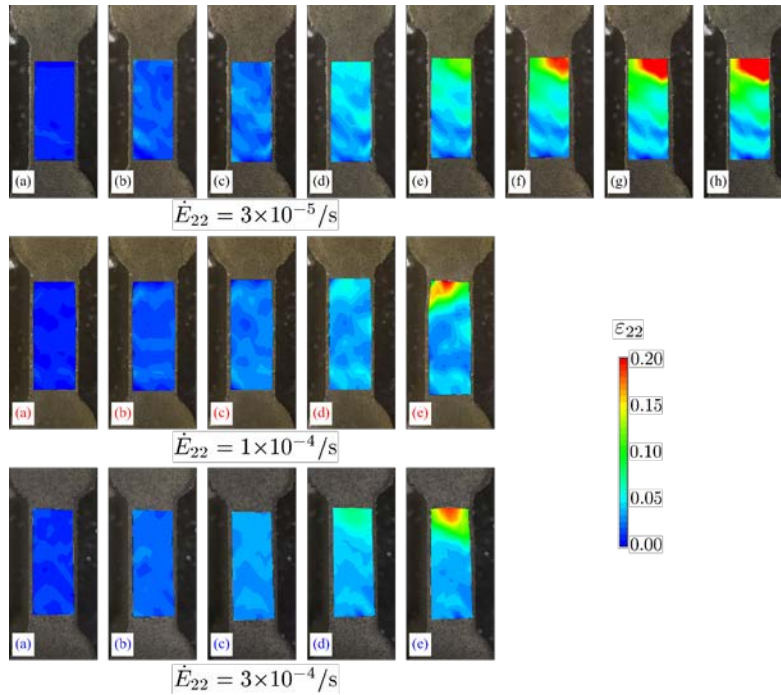 (a) (b) (c) (d) (e) (f) (g) (h)
Ė₂₂ = 3×10⁻⁵/s
(a) (b) (c) (d) (e)
Ė₂₂ = 1×10⁻⁴/s
(a) (b) (c) (d) (e)
Ė₂₂ = 3×10⁻⁴/s
ε₂₂
0.20
0.15
0.10
0.05
0.00